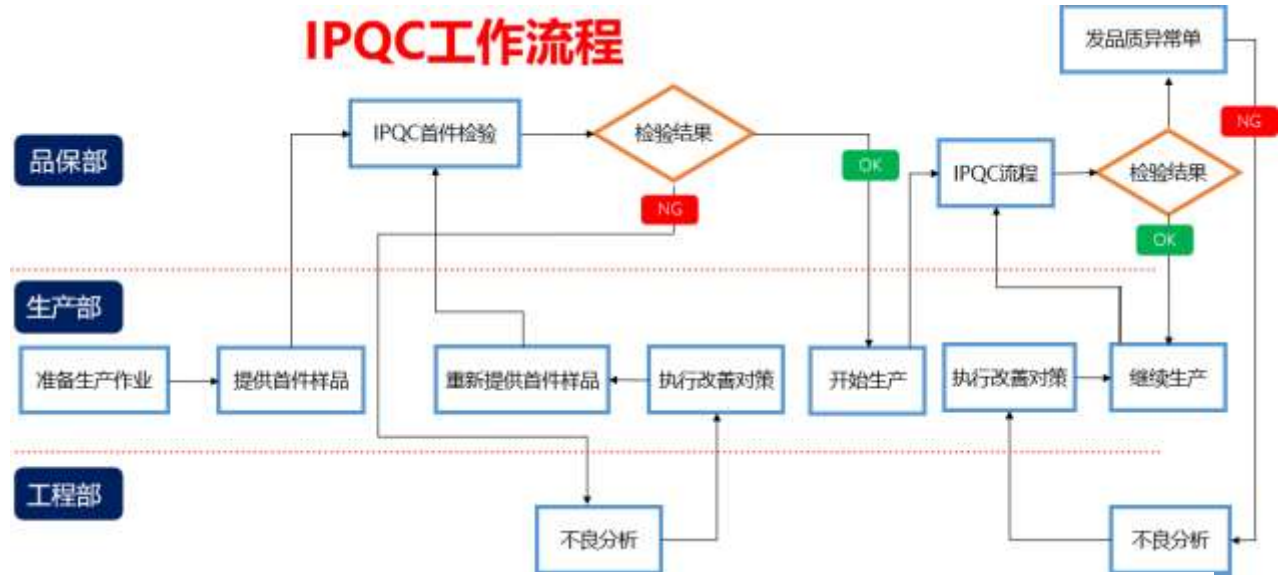 IPQC工作流程
发品质异常单
品保部
IPQC首件检验
检验结果
OK
NG
IPQC流程
检验结果
NG
OK
生产部
准备生产作业
提供首件样品
重新提供首件样品
执行改善对策
开始生产
执行改善对策
继续生产
工程部
不良分析
不良分析